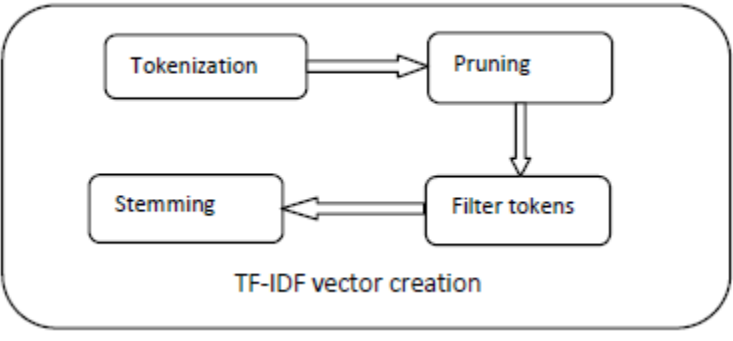 Tokenization
Pruning
Filter tokens
Stemming
TF-IDF vector creation